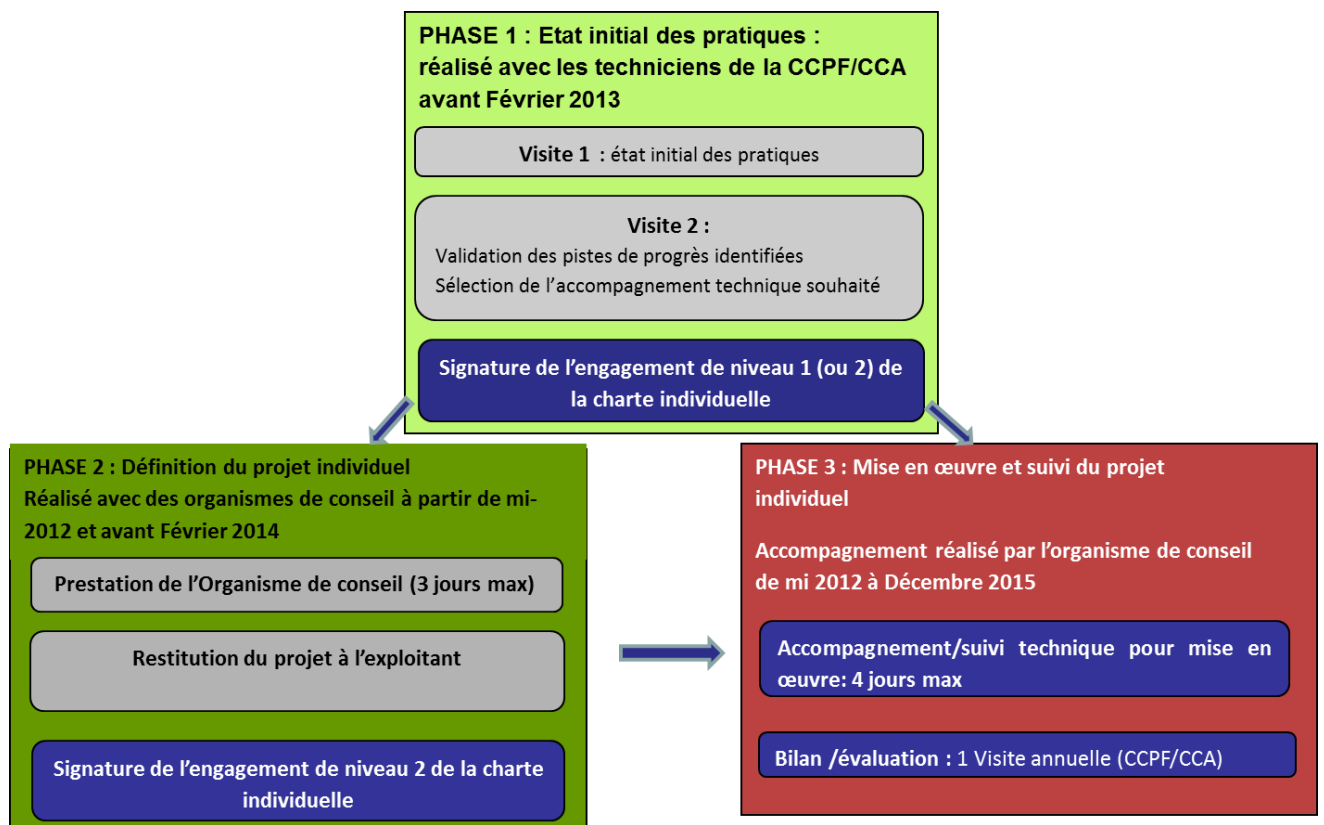 PHASE 1 : Etat initial des pratiques :
réalisé avec les techniciens de la CCPF/CCA
avant Février 2013
Visite 1 : état initial des pratiques
Visite 2 :
Validation des pistes de progrès identifiées
Sélection de l'accompagnement technique souhaité
Signature de l'engagement de niveau 1 (ou 2) de
la charte individuelle
PHASE 2 : Définition du projet individuel
Réalisé avec des organismes de conseil à partir de mi-
2012 et avant Février 2014
Prestation de l'Organisme de conseil (3 jours max)
Restitution du projet à l'exploitant
Signature de l'engagement de niveau 2 de la charte
individuelle
PHASE 3 : Mise en œuvre et suivi du projet
individuel
Accompagnement réalisé par l'organisme de conseil
de mi 2012 à Décembre 2015
Accompagnement/suivi technique pour mise en
œuvre: 4 jours max
Bilan /évaluation : 1 Visite annuelle (CCPF/CCA)